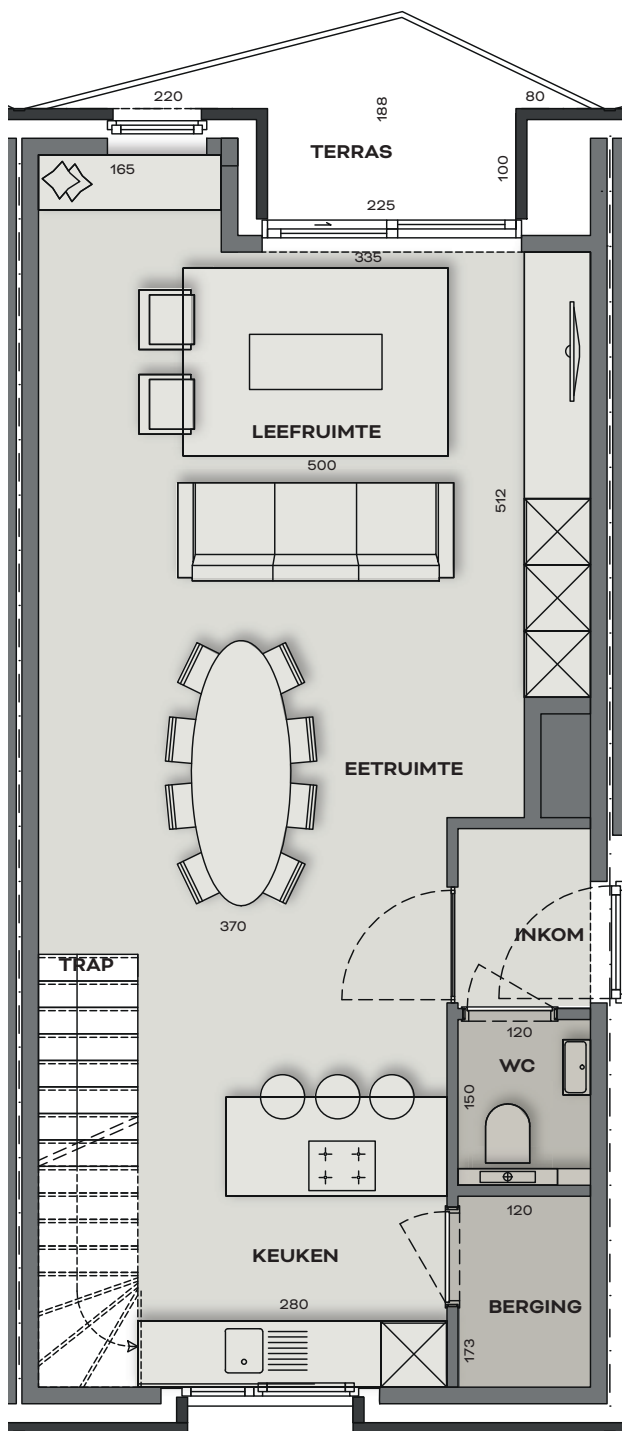 220
188
80
TERRAS
165
100
225
335
LEEFRUIMTE
500
512
EETRUIMTE
370
INKOM
TRAP
120
WC
150
120
KEUKEN
280
BERGING
173